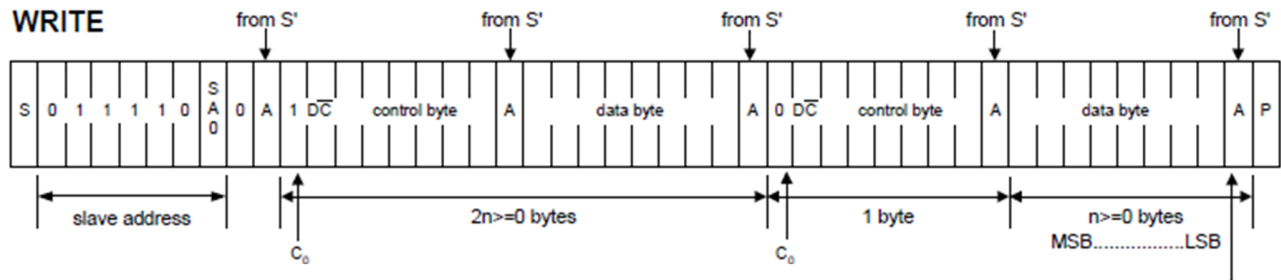 WRITE
from S' from S' from S' from S' from S'
S 0 1 1 1 1 0 SA0 0 A 1 DC̅ control byte A data byte A 0 DC̅ control byte A data byte A P
slave address 2n>=0 bytes 1 byte n>=0 bytes
MSB.................LSB
C₀ C₀